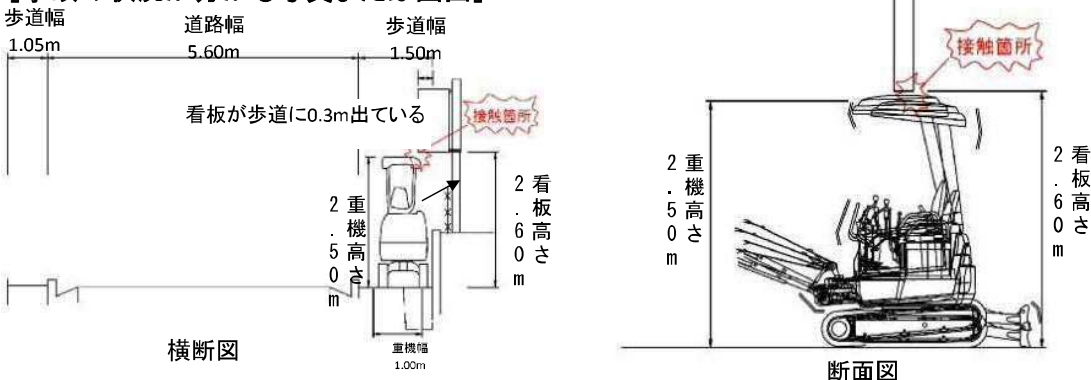 歩道幅
1.05m
道路幅
5.60m
歩道幅
1.50m
看板が歩道に0.3m出ている
接触箇所
重機高さ
2.50m
看板高さ
2.60m
重機幅
1.00m
横断図
接触箇所
重機高さ
2.50m
看板高さ
2.60m
断面図